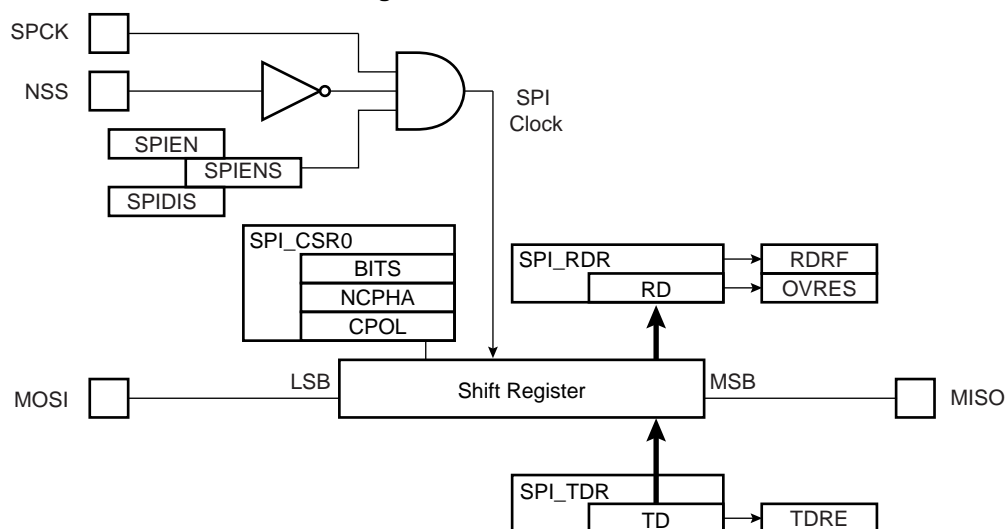 SPCK
NSS
SPI
Clock
SPIEN
SPIENS
SPIDIS
SPI_CSR0
BITS
NCPHA
CPOL
SPI_RDR
RD
RDRF
OVRES
MOSI
LSB
Shift Register
MSB
MISO
SPI_TDR
TD
TDRE